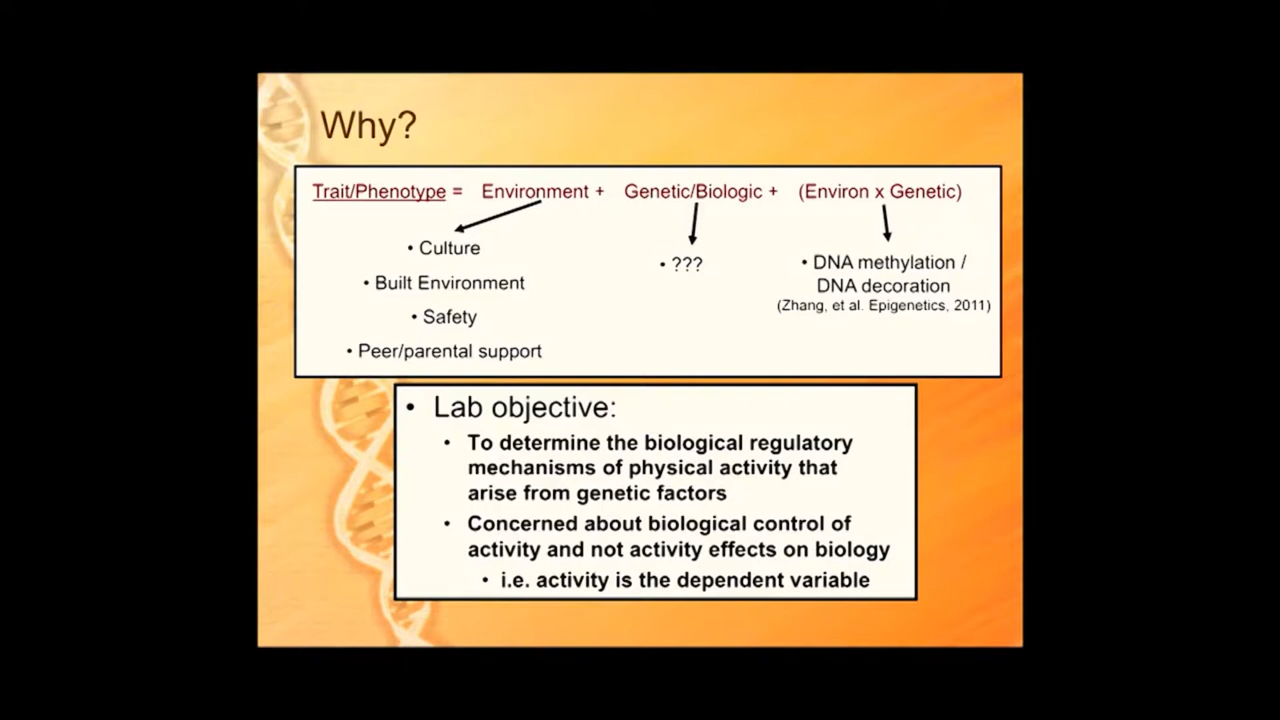 Why?
Trait/Phenotype = Environment + Genetic/Biologic + (Environ x Genetic)
• Culture
• Built Environment
• Safety
• Peer/parental support
• ???
• DNA methylation /
DNA decoration
(Zhang, et al. Epigenetics, 2011)
• Lab objective:
• To determine the biological regulatory
mechanisms of physical activity that
arise from genetic factors
• Concerned about biological control of
activity and not activity effects on biology
• i.e. activity is the dependent variable